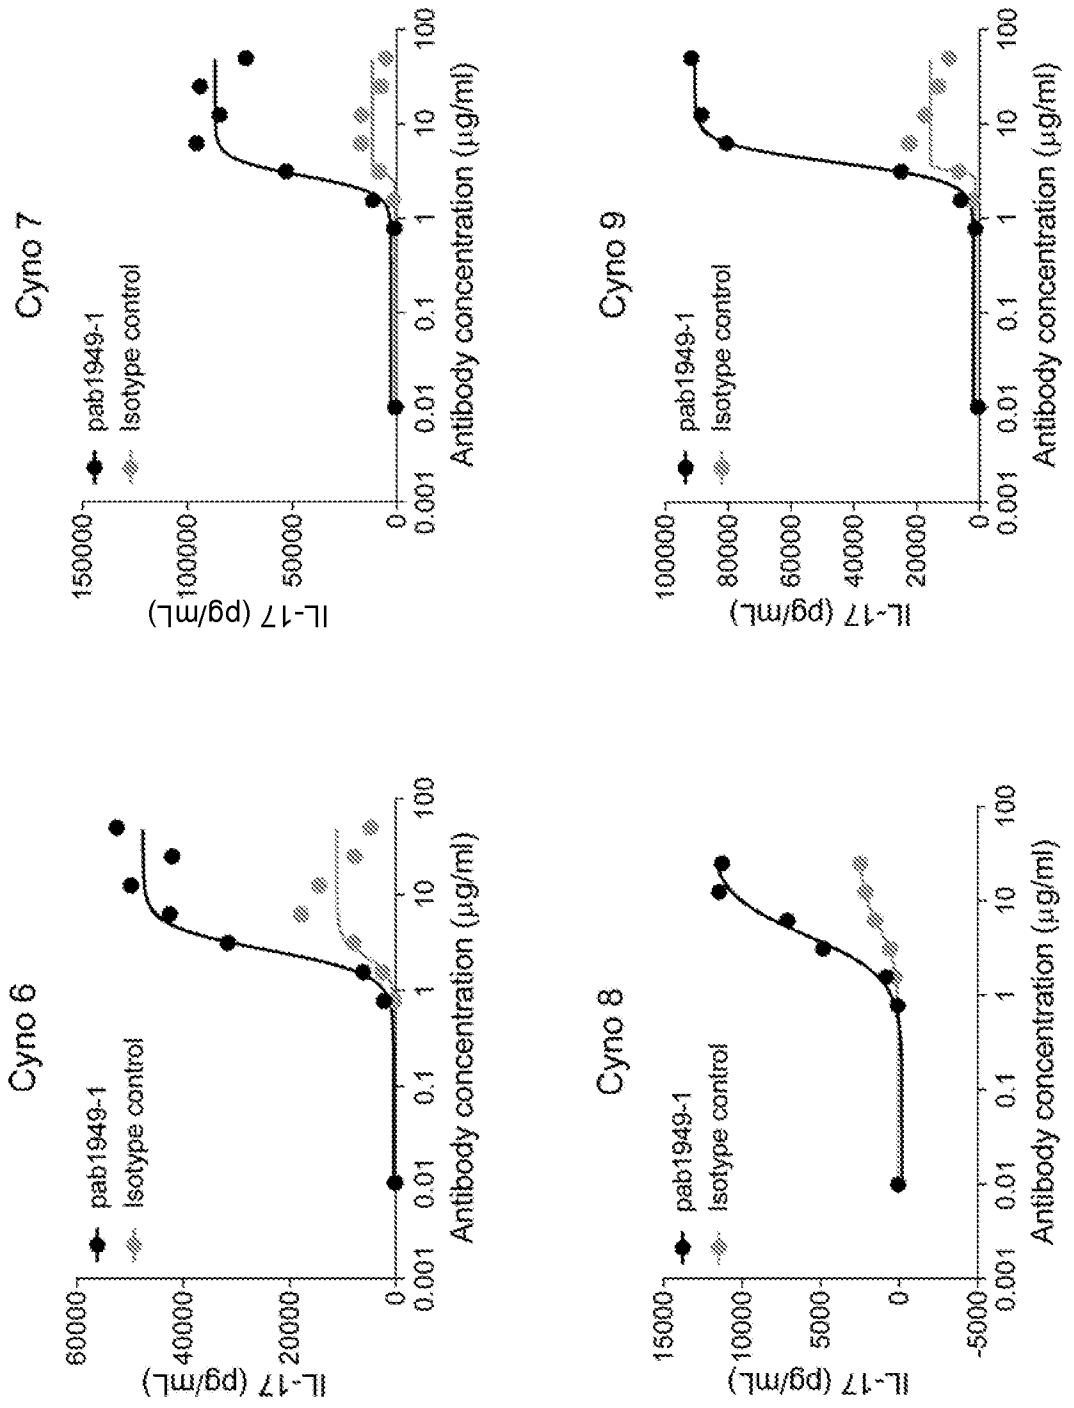 Cyno 6
pab1949-1
Isotype control
60000
40000
20000
0
IL-17 (pg/mL)
0.001
0.01
0.1
1
10
100
Antibody concentration (µg/ml)
Cyno 7
pab1949-1
Isotype control
150000
100000
50000
0
IL-17 (pg/mL)
0.001
0.01
0.1
1
10
100
Antibody concentration (µg/ml)
Cyno 8
pab1949-1
Isotype control
15000
10000
5000
0
-5000
IL-17 (pg/mL)
0.001
0.01
0.1
1
10
100
Antibody concentration (µg/ml)
Cyno 9
pab1949-1
Isotype control
100000
80000
60000
40000
20000
0
IL-17 (pg/mL)
0.001
0.01
0.1
1
10
100
Antibody concentration (µg/ml)